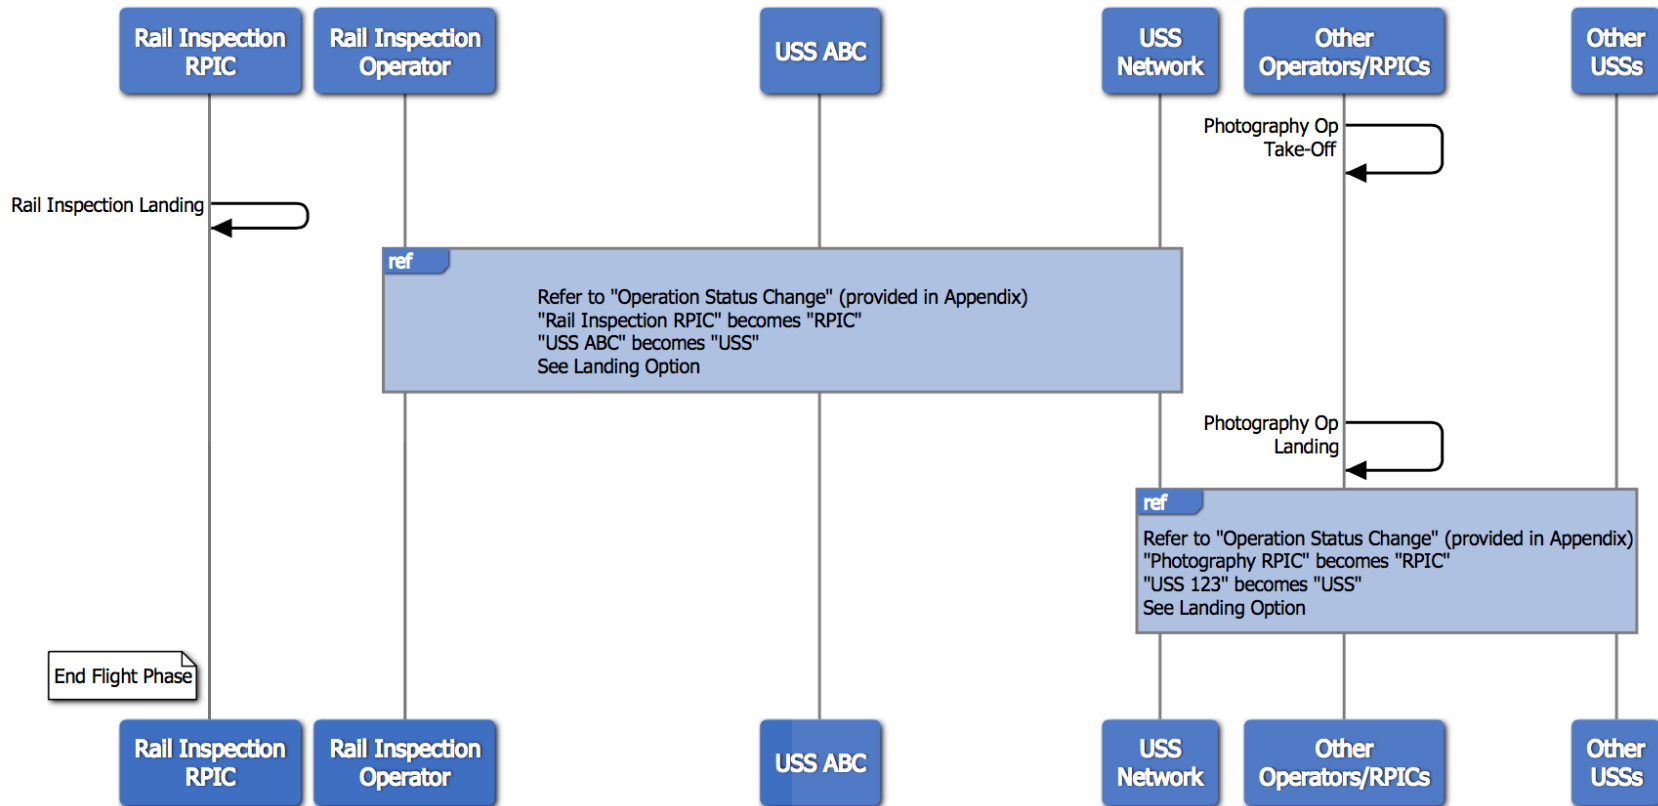 Rail Inspection
RPIC
Rail Inspection
Operator
USS ABC
USS
Network
Other
Operators/RPICs
Other
USSs
Photography Op
Take-Off
Rail Inspection Landing
ref
Refer to "Operation Status Change" (provided in Appendix)
"Rail Inspection RPIC" becomes "RPIC"
"USS ABC" becomes "USS"
See Landing Option
Photography Op
Landing
ref
Refer to "Operation Status Change" (provided in Appendix)
"Photography RPIC" becomes "RPIC"
"USS 123" becomes "USS"
See Landing Option
End Flight Phase
Rail Inspection
RPIC
Rail Inspection
Operator
USS ABC
USS
Network
Other
Operators/RPICs
Other
USSs